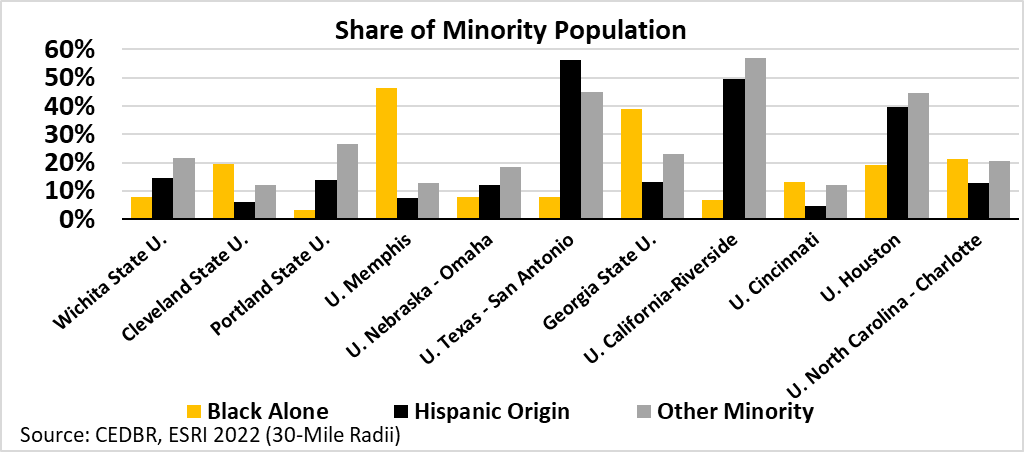 Share of Minority Population
60%
50%
40%
30%
20%
10%
0%
Wichita State U.
Cleveland State U.
Portland State U.
U. Memphis
U. Nebraska - Omaha
U. Texas - San Antonio
Georgia State U.
U. California-Riverside
U. Cincinnati
U. Houston
U. North Carolina - Charlotte
Black Alone
Hispanic Origin
Other Minority
Source: CEDBR, ESRI 2022 (30-Mile Radii)